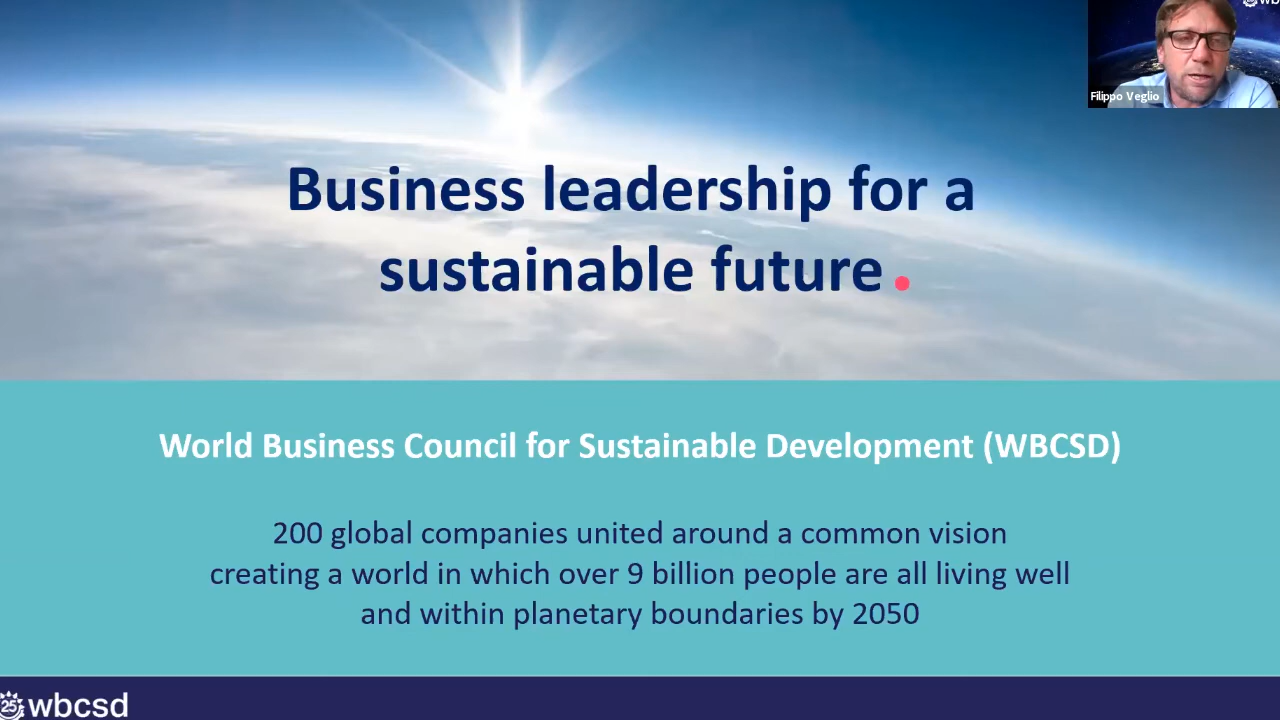 wb
Filippo Veglio
Business leadership for a
sustainable future.
World Business Council for Sustainable Development (WBCSD)
200 global companies united around a common vision
creating a world in which over 9 billion people are all living well
and within planetary boundaries by 2050
25 wbcsd